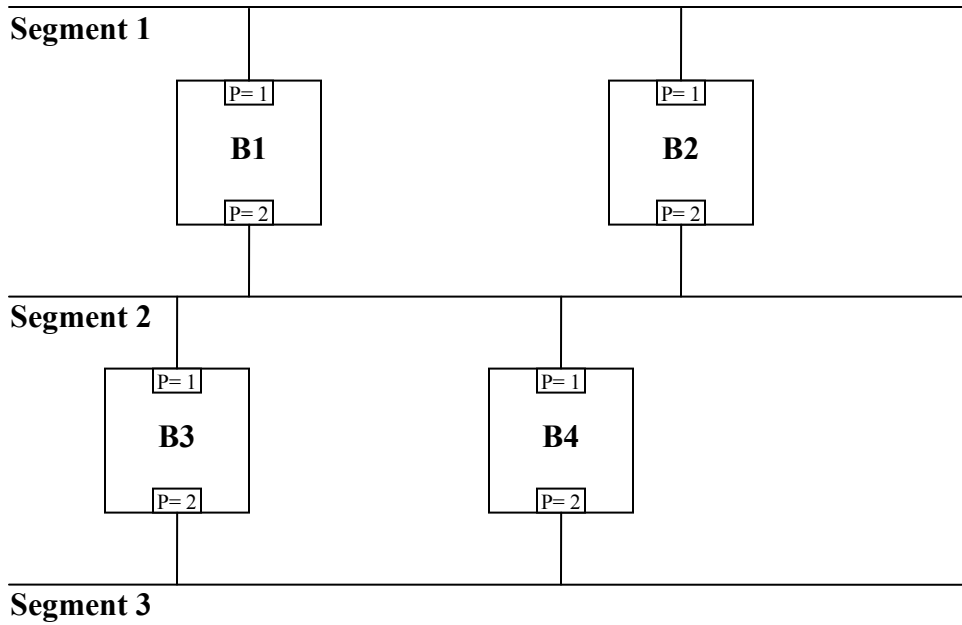 Segment 1
P= 1
P= 1
B1
B2
P= 2
P= 2
Segment 2
P= 1
P= 1
B3
B4
P= 2
P= 2
Segment 3